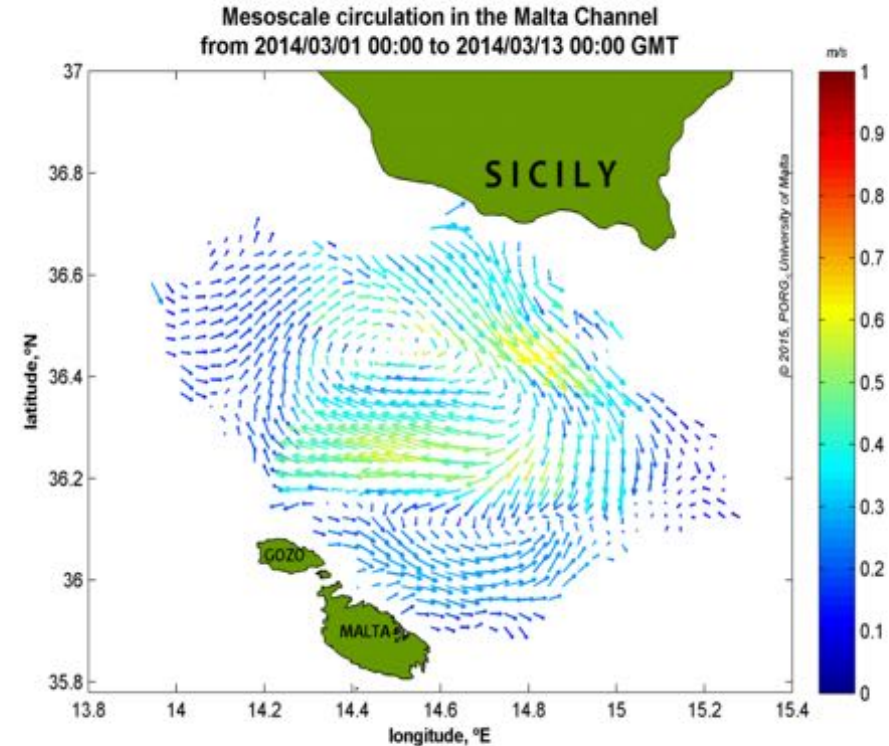 Mesoscale circulation in the Malta Channel
from 2014/03/01 00:00 to 2014/03/13 00:00 GMT
m/s
37
36.8
36.6
36.4
36.2
36
35.8
latitude,ºN
SICILY
GOZO
MALTA
13.8 14 14.2 14.4 14.6 14.8 15 15.2 15.4
longitude, ºE
2015, PORG, University of Malta
1
0.9
0.8
0.7
0.6
0.5
0.4
0.3
0.2
0.1
0